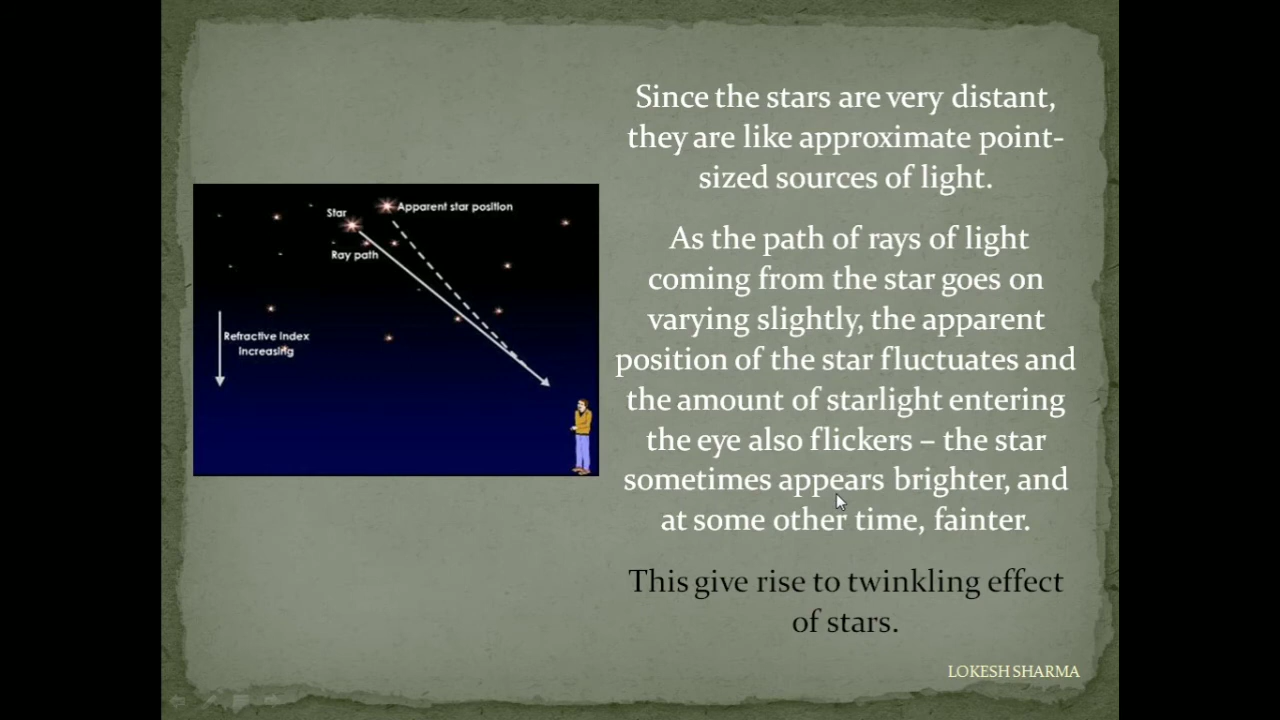 Since the stars are very distant,
they are like approximate point-
sized sources of light.
As the path of rays of light
coming from the star goes on
varying slightly, the apparent
position of the star fluctuates and
the amount of starlight entering
the eye also flickers – the star
sometimes appears brighter, and
at some other time, fainter.
This give rise to twinkling effect
of stars.
Star
Apparent star position
Ray path
Refractive index
Increasing
LOKESH SHARMA